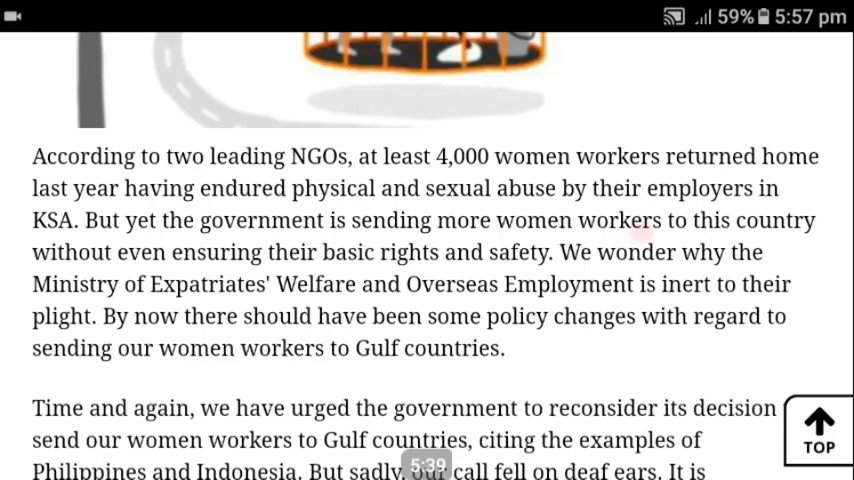 59% 5:57 pm
According to two leading NGOs, at least 4,000 women workers returned home
last year having endured physical and sexual abuse by their employers in
KSA. But yet the government is sending more women workers to this country
without even ensuring their basic rights and safety. We wonder why the
Ministry of Expatriates' Welfare and Overseas Employment is inert to their
plight. By now there should have been some policy changes with regard to
sending our women workers to Gulf countries.
Time and again, we have urged the government to reconsider its decision
send our women workers to Gulf countries, citing the examples of
Philippines and Indonesia. But sadly, our call fell on deaf ears. It is
TOP
5:39